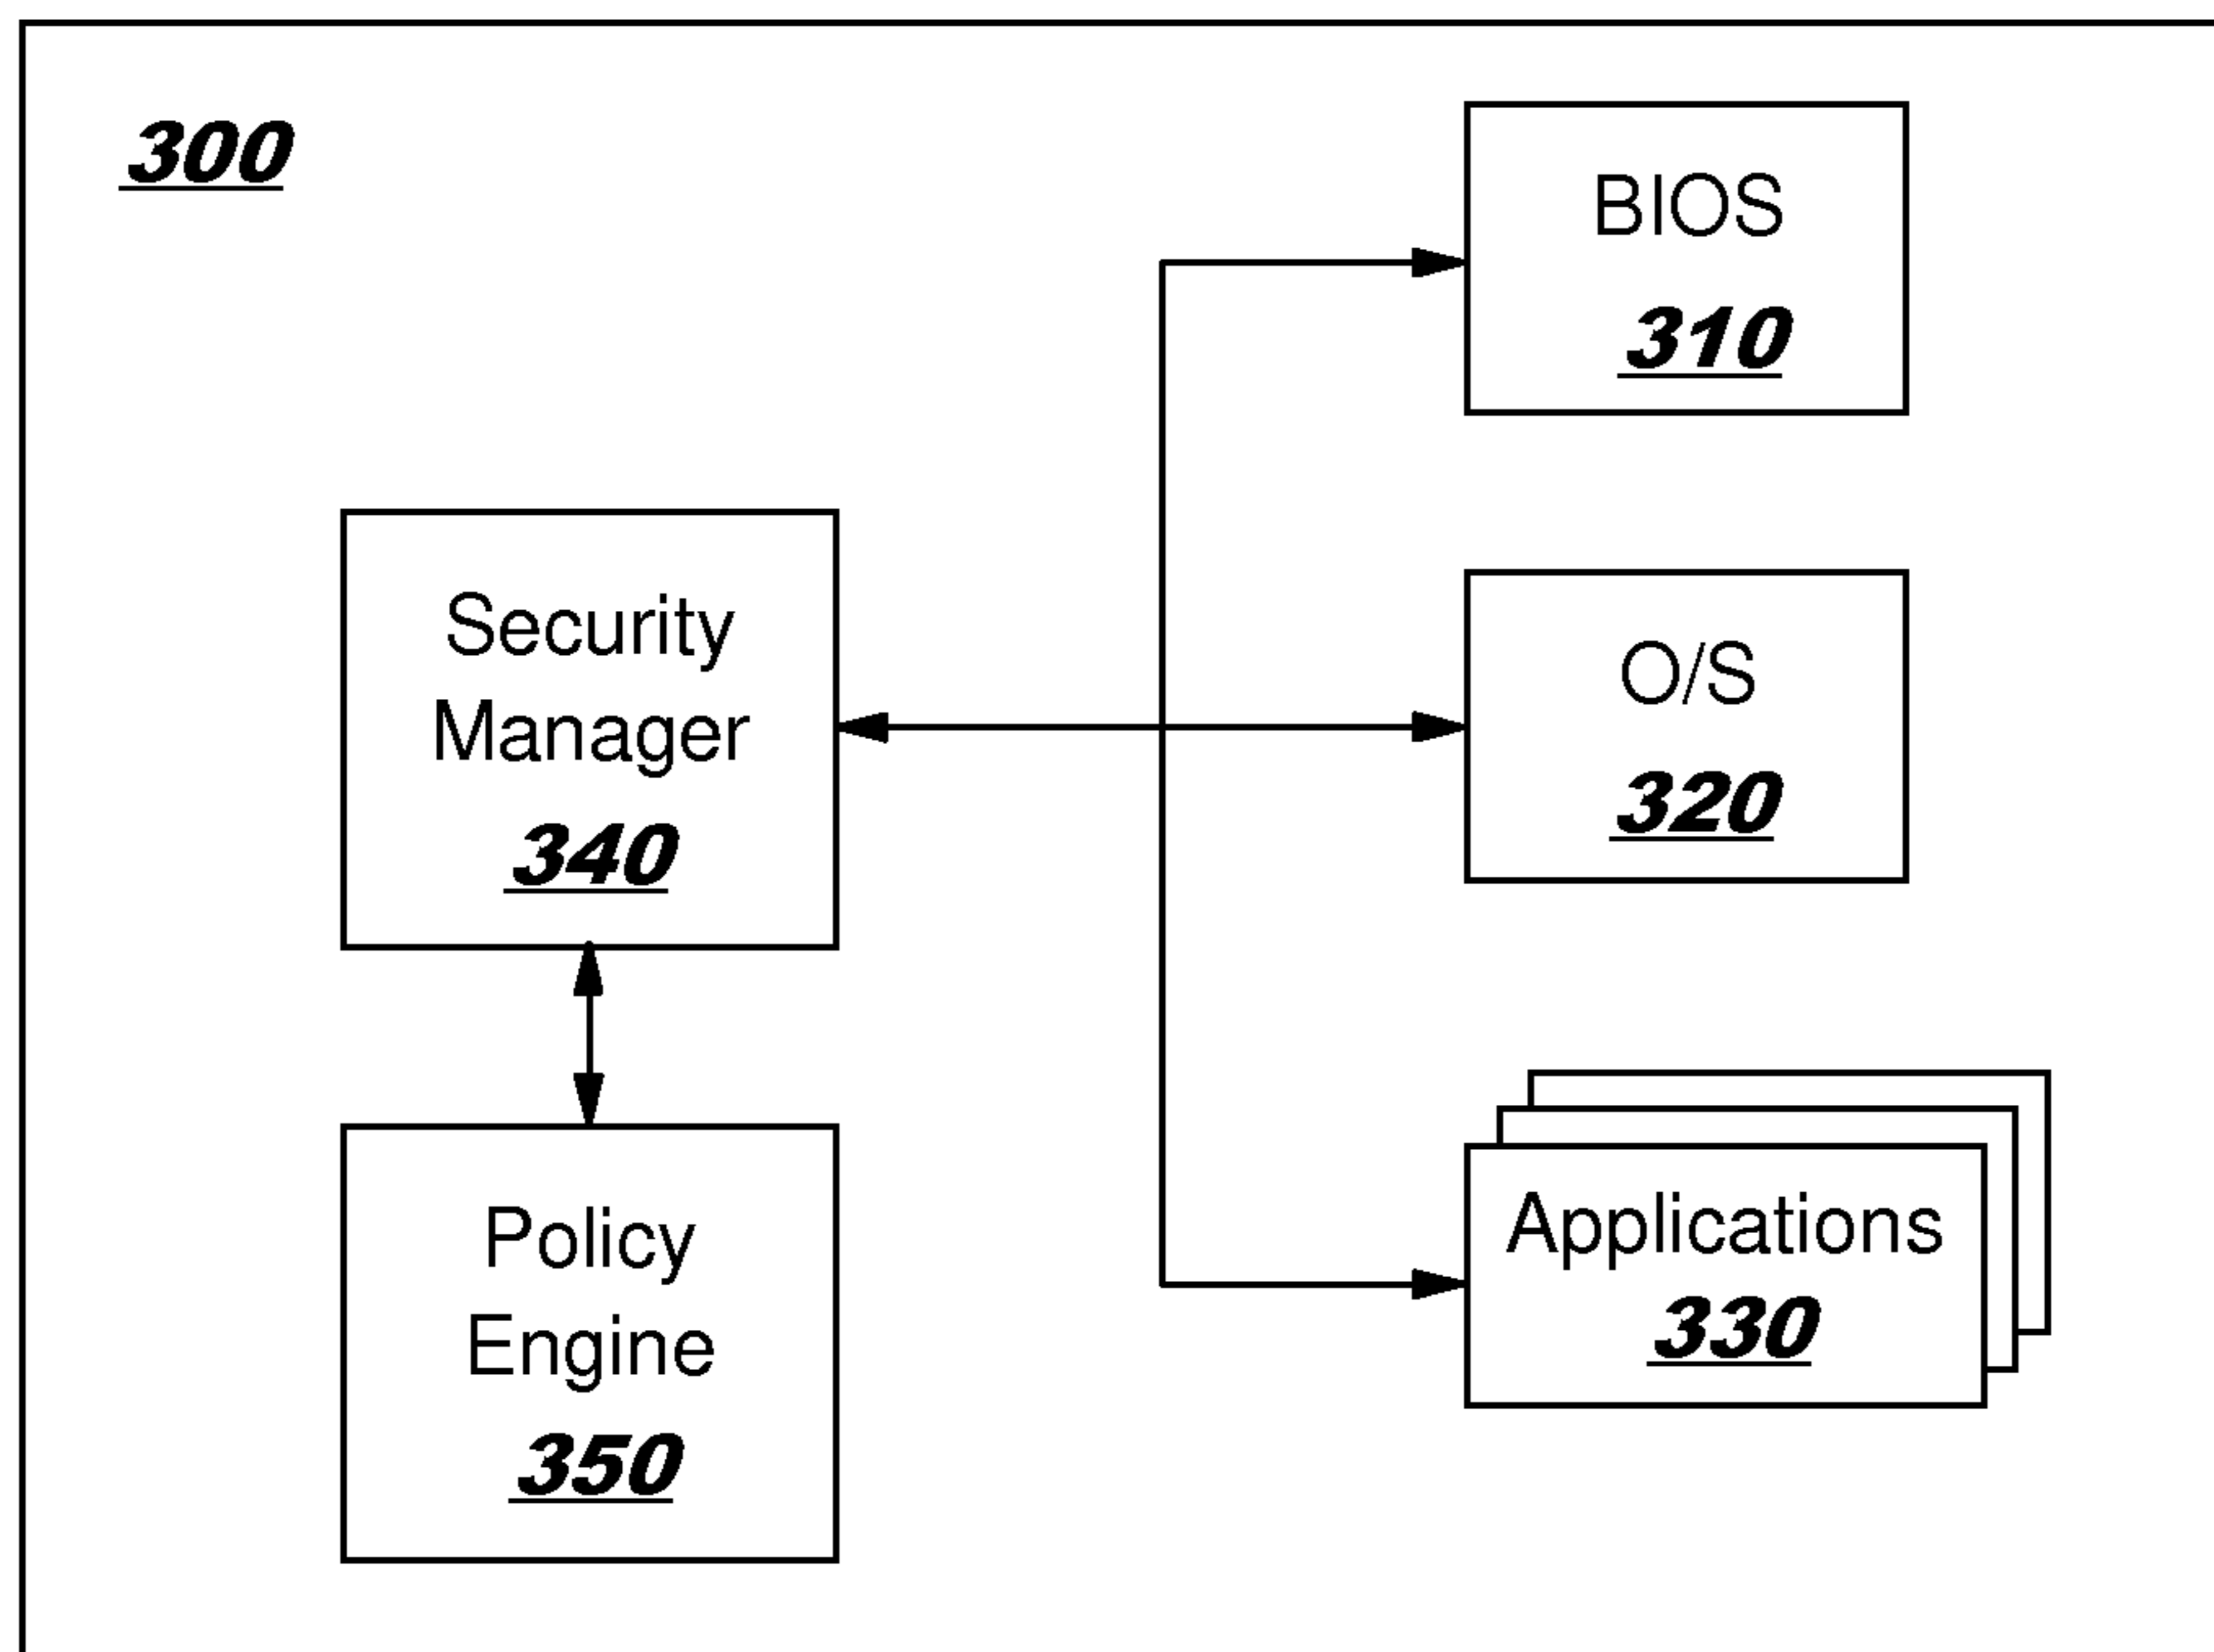 300
BIOS
310
Security
Manager
340
O/S
320
Policy
Engine
350
Applications
330